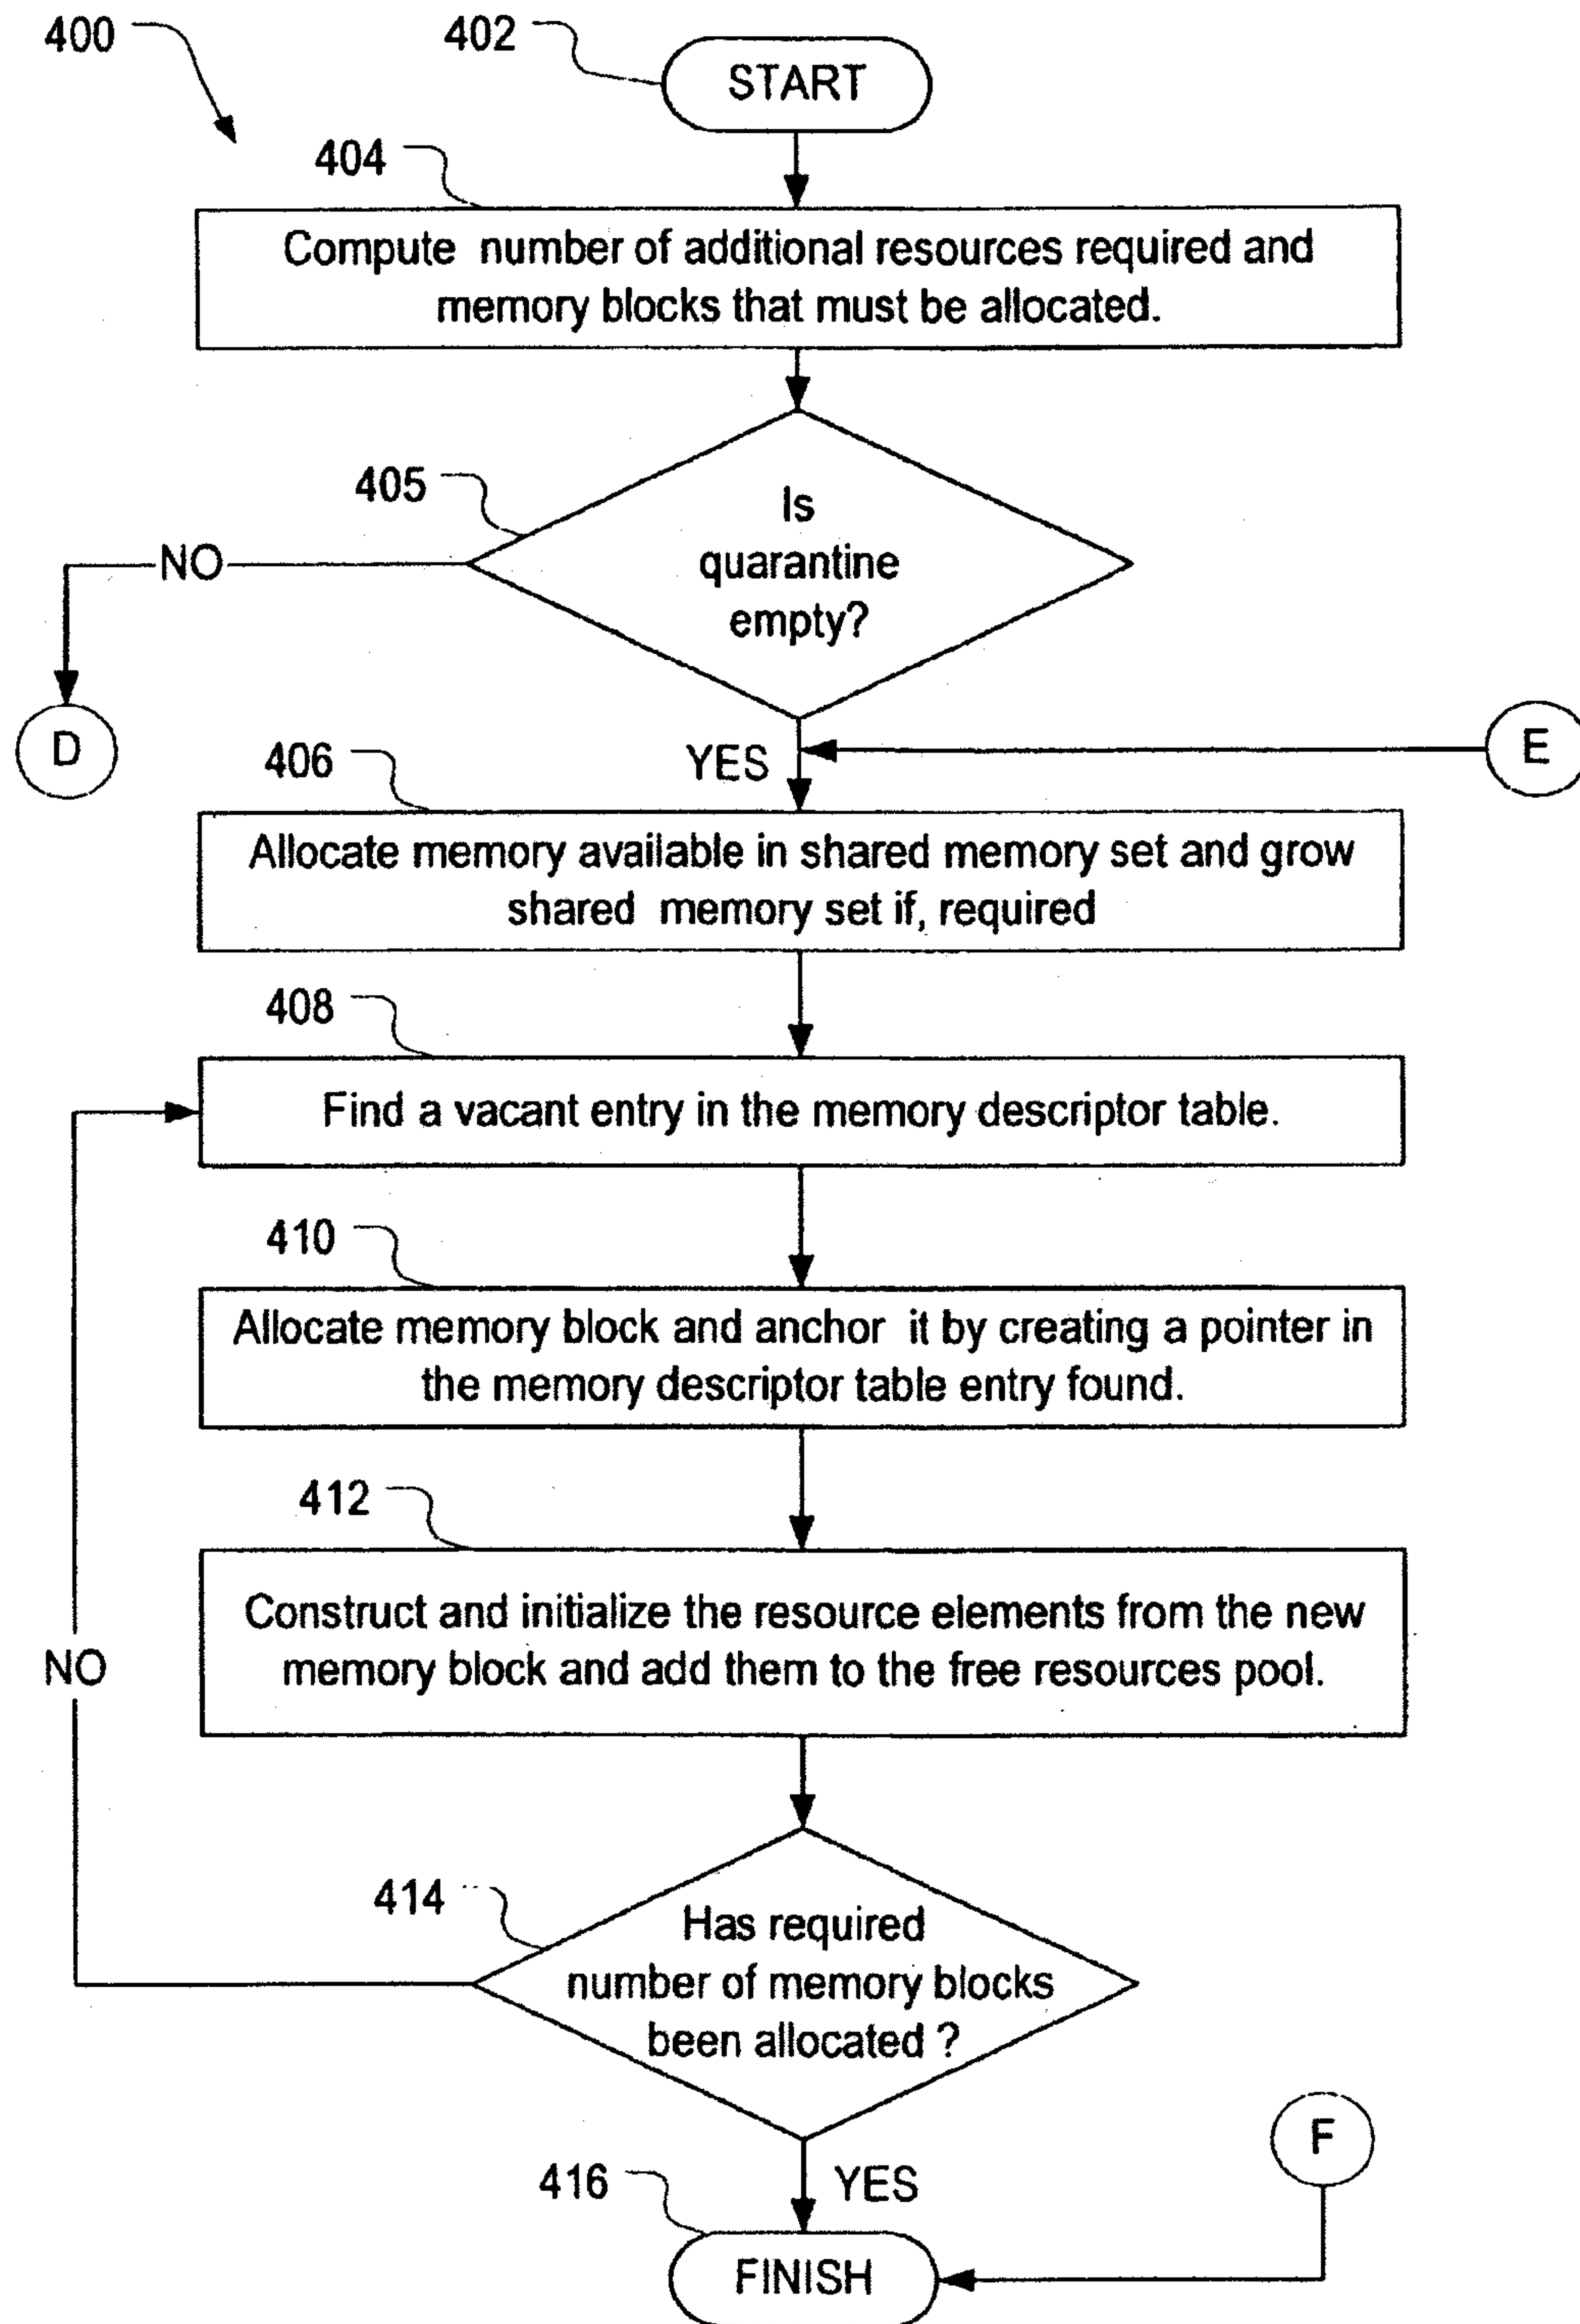 400
402
START
404
Compute number of additional resources required and
memory blocks that must be allocated.
405
Is
quarantine
empty?
NO
D
E
YES
406
Allocate memory available in shared memory set and grow
shared memory set if, required
408
Find a vacant entry in the memory descriptor table.
410
Allocate memory block and anchor it by creating a pointer in
the memory descriptor table entry found.
412
Construct and initialize the resource elements from the new
memory block and add them to the free resources pool.
NO
414
Has required
number of memory blocks
been allocated ?
F
416
YES
FINISH